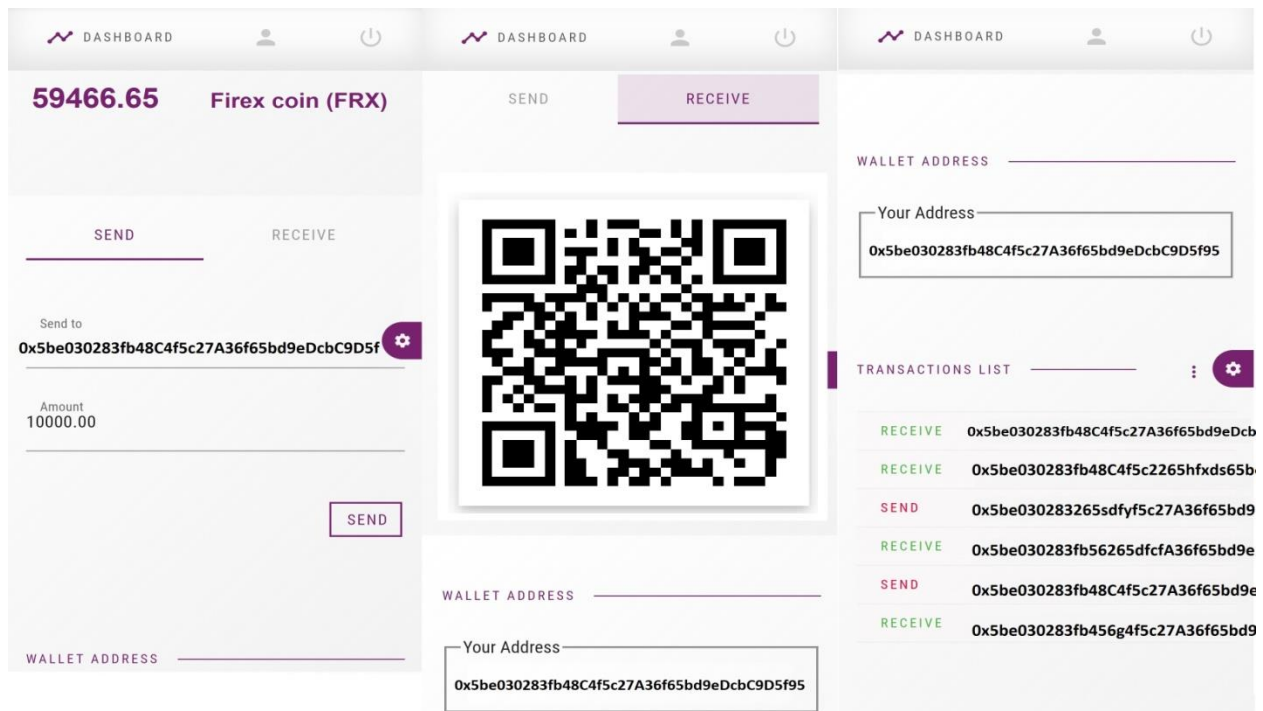 DASHBOARD
59466.65 Firex coin (FRX)
SEND RECEIVE
Send to
0x5be030283fb48C4f5c27A36f65bd9eDcbC9D5f
Amount
10000.00
SEND
WALLET ADDRESS
DASHBOARD
SEND RECEIVE
WALLET ADDRESS
Your Address
0x5be030283fb48C4f5c27A36f65bd9eDcbC9D5f95
DASHBOARD
WALLET ADDRESS
Your Address
0x5be030283fb48C4f5c27A36f65bd9eDcbC9D5f95
TRANSACTIONS LIST
RECEIVE 0x5be030283fb48C4f5c27A36f65bd9eDcb
RECEIVE 0x5be030283fb48C4f5c2265hfxds65b
SEND 0x5be030283265sdfyf5c27A36f65bd9
RECEIVE 0x5be030283fb56265dfcfA36f65bd9e
SEND 0x5be030283fb48C4f5c27A36f65bd9e
RECEIVE 0x5be030283fb456g4f5c27A36f65bd9